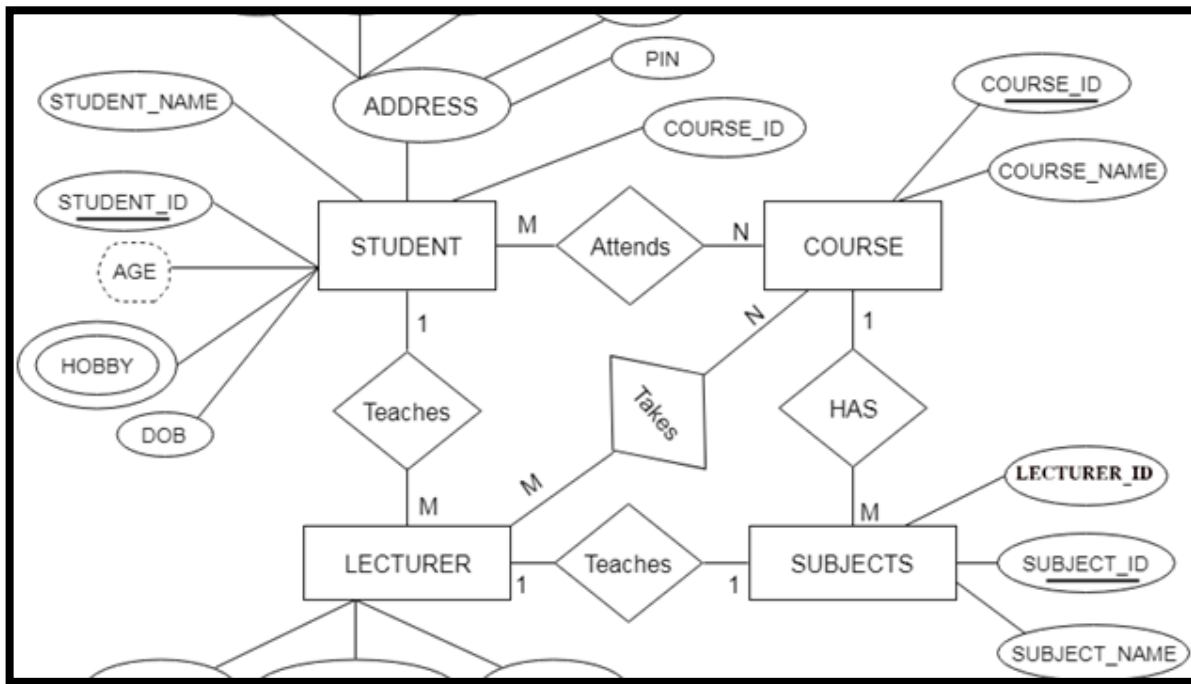 PIN
COURSE_ID
STUDENT_NAME
ADDRESS
COURSE_ID
COURSE_NAME
STUDENT_ID
STUDENT
M
Attends
N
COURSE
AGE
1
N
1
HOBBY
Teaches
Takes
HAS
DOB
LECTURER_ID
M
M
M
LECTURER
1
Teaches
1
SUBJECTS
SUBJECT_ID
SUBJECT_NAME